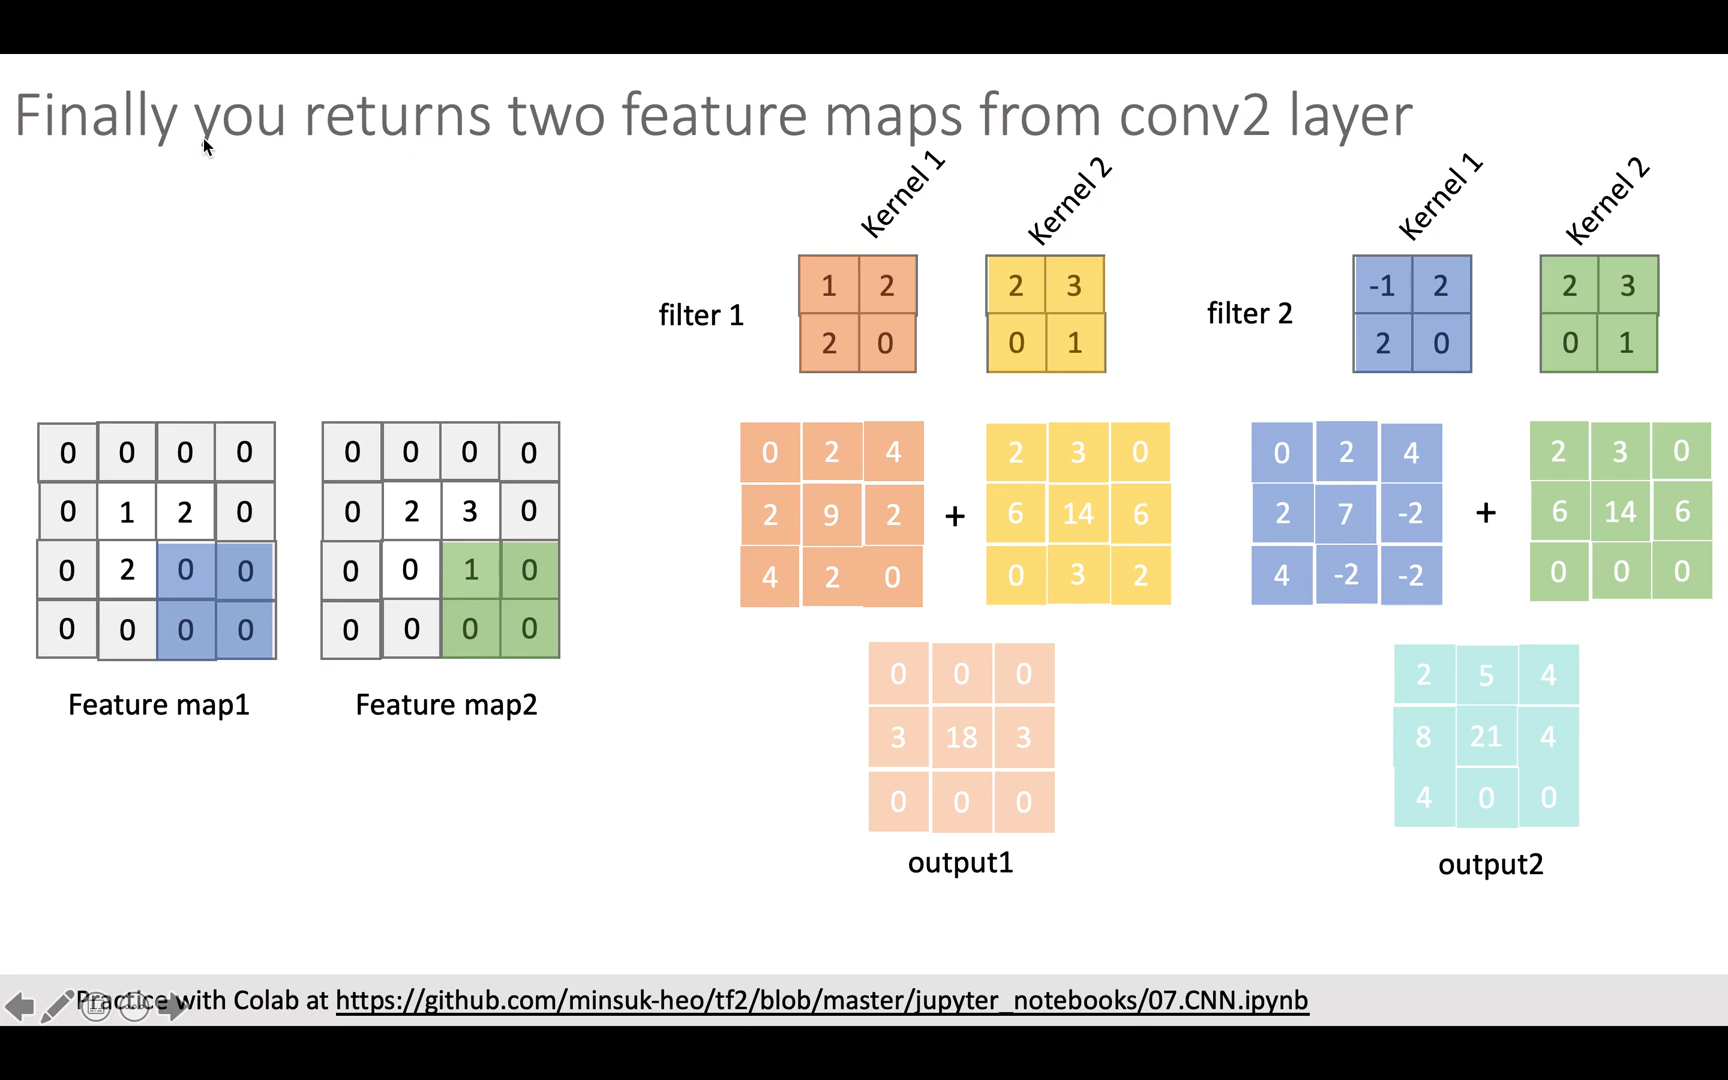 Finally you returns two feature maps from conv2 layer
Kernel 1
Kernel 2
Kernel 1
Kernel 2
filter 1
1 2
2 0
2 3
0 1
filter 2
-1 2
2 0
2 3
0 1
0 0 0 0
0 1 2 0
0 2 0 0
0 0 0 0
Feature map1
0 0 0 0
0 2 3 0
0 0 1 0
0 0 0 0
Feature map2
0 2 4
2 9 2
4 2 0
+
2 3 0
6 14 6
0 3 2
0 2 4
2 7 -2
4 -2 -2
+
2 3 0
6 14 6
0 0 0
0 0 0
3 18 3
0 0 0
output1
2 5 4
8 21 4
4 0 0
output2
Practice with Colab at https://github.com/minsuk-heo/tf2/blob/master/jupyter_notebooks/07.CNN.ipynb